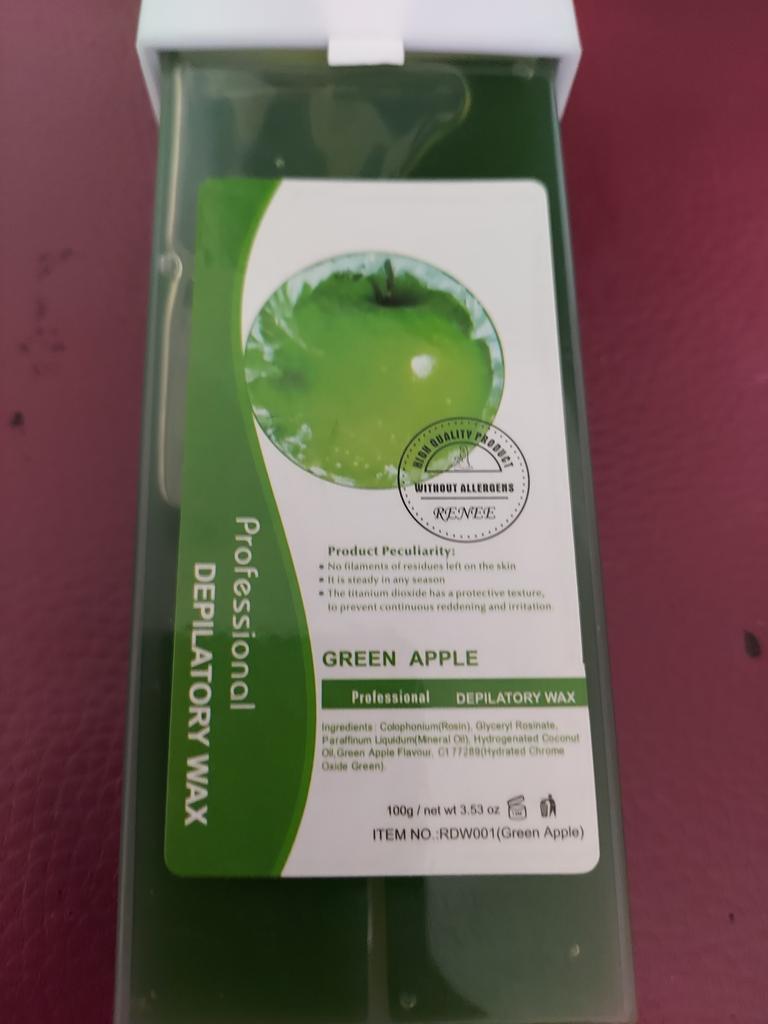 HIGH QUALITY PRODUCT
WITHOUT ALLERGENS
RENEE
Product Peculiarity:
• No filaments of residues left on the skin
• It is steady in any season
• The titanium dioxide has a protective texture,
to prevent continuous reddening and irritation
Professional
DEPILATORY WAX
GREEN APPLE
Professional DEPILATORY WAX
Ingredients: Colophonium(Rosin), Glyceryl Rosinate,
Paraffinum Liquidum(Mineral Oil), Hydrogenated Coconut
Oil,Green Apple Flavour, CI 77289(Hydrated Chrome
Oxide Green).
100g / net wt 3.53 oz
ITEM NO.:RDW001(Green Apple)